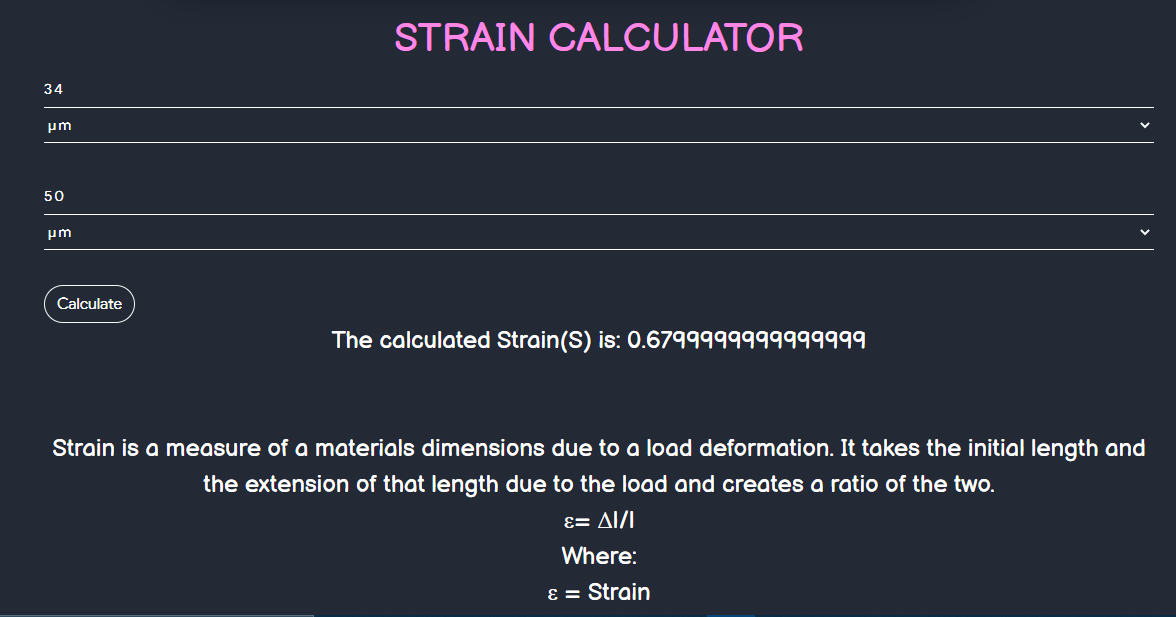 STRAIN CALCULATOR
34
µm
50
µm
Calculate
The calculated Strain(S) is: 0.6799999999999999
Strain is a measure of a materials dimensions due to a load deformation. It takes the initial length and
the extension of that length due to the load and creates a ratio of the two.
ε= Δl/l
Where:
ε = Strain